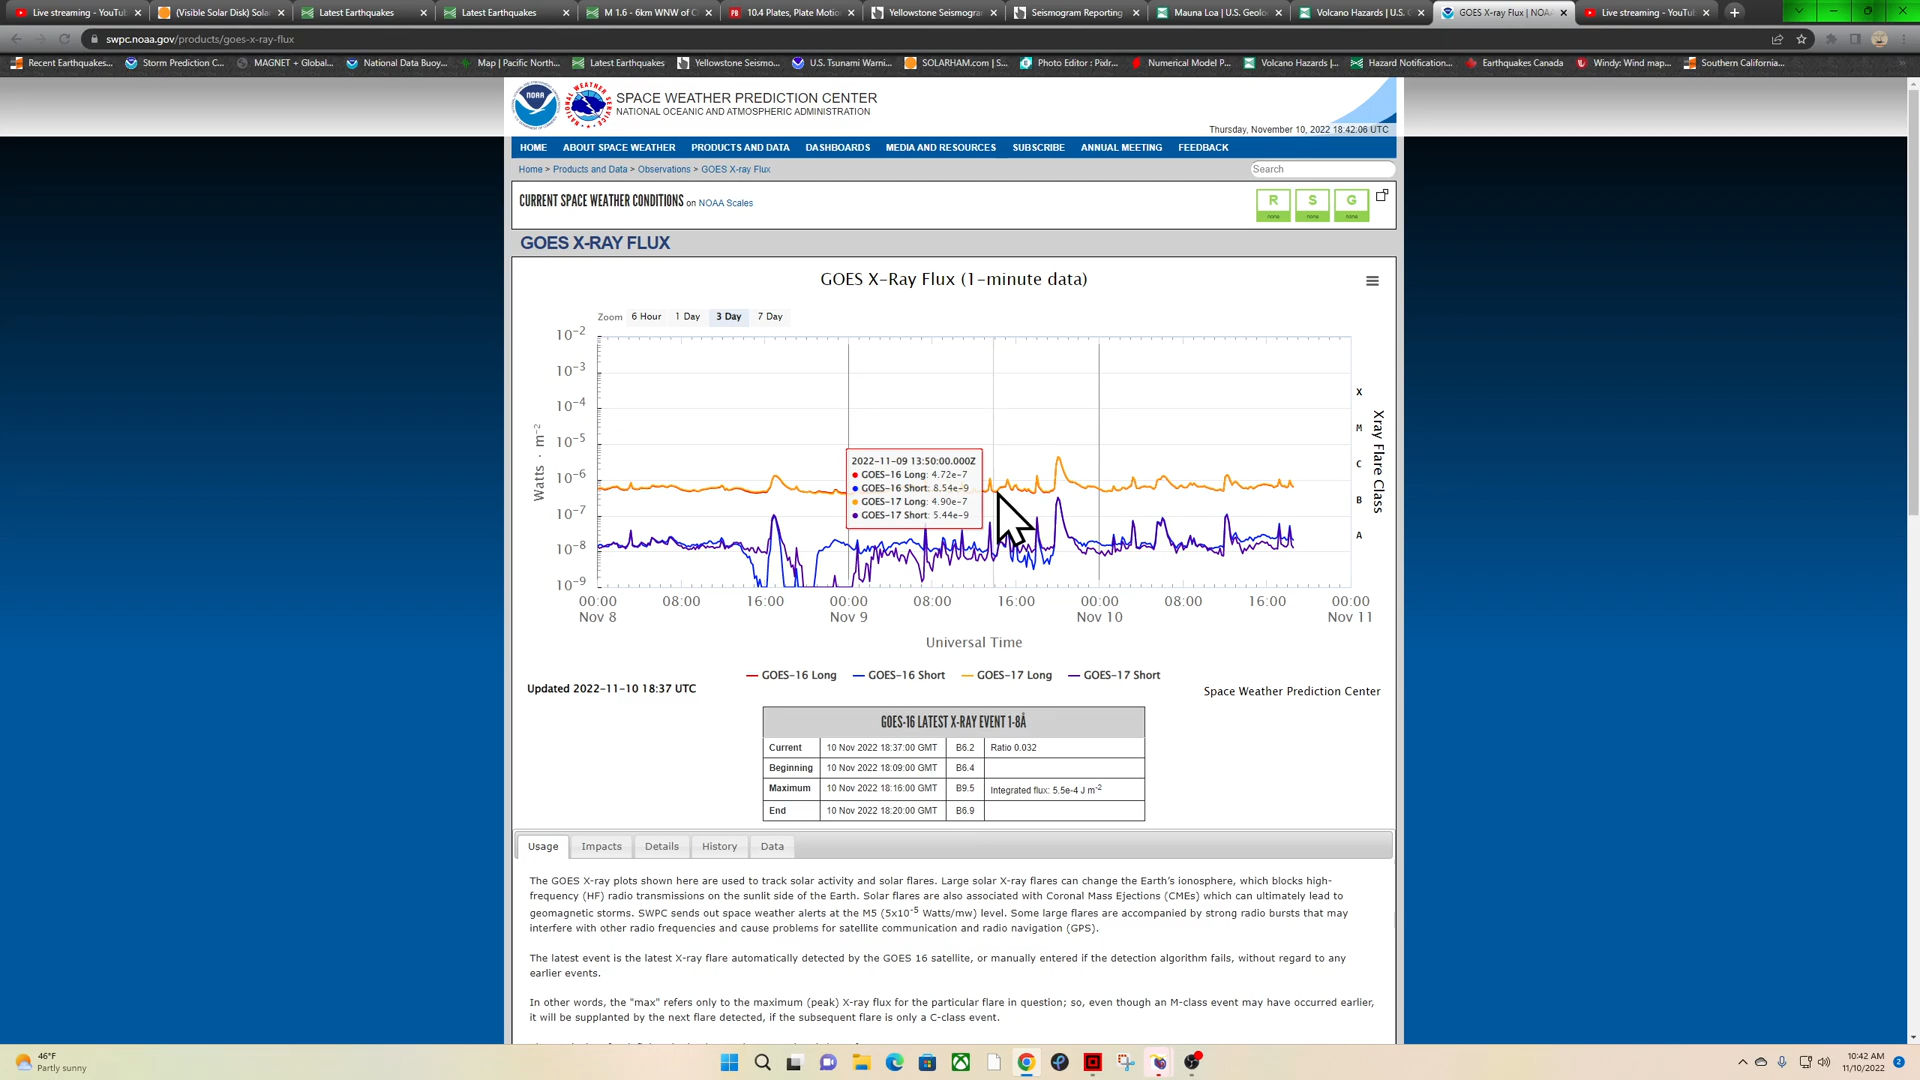 Live streaming - YouTu
(Visible Solar Disk) Sola
Latest Earthquakes
Latest Earthquakes
M 1.6 - 6km WNW of C
10.4 Plates, Plate Motio
Yellowstone Seismogra
Seismogram Reporting
Mauna Loa | U.S. Geolo
Volcano Hazards | U.S. G
GOES X-ray Flux | NOA
Live streaming - YouTu
swpc.noaa.gov/products/goes-x-ray-flux
Recent Earthquakes...
Storm Prediction C...
MAGNET + Global...
National Data Buoy...
Map | Pacific North...
Latest Earthquakes
Yellowstone Seismo...
U.S. Tsunami Warni...
SOLARHAM.com | S...
Photo Editor : Pixlr...
Numerical Model P...
Volcano Hazards |...
Hazard Notification...
Earthquakes Canada
Windy: Wind map...
Southern California...
NOAA
SPACE WEATHER PREDICTION CENTER
NATIONAL OCEANIC AND ATMOSPHERIC ADMINISTRATION
Thursday, November 10, 2022 18:42:06 UTC
HOME ABOUT SPACE WEATHER PRODUCTS AND DATA DASHBOARDS MEDIA AND RESOURCES SUBSCRIBE ANNUAL MEETING FEEDBACK
Home > Products and Data > Observations > GOES X-ray Flux
Search
CURRENT SPACE WEATHER CONDITIONS on NOAA Scales
R S G
none none none
GOES X-RAY FLUX
GOES X-Ray Flux (1-minute data)
Zoom 6 Hour 1 Day 3 Day 7 Day
10⁻²
10⁻³
10⁻⁴
10⁻⁵
10⁻⁶
10⁻⁷
10⁻⁸
10⁻⁹
Watts · m⁻²
X
M
C
B
A
Xray Flare Class
2022-11-09 13:50:00.000Z
GOES-16 Long: 4.72e-7
GOES-16 Short: 8.54e-9
GOES-17 Long: 4.90e-7
GOES-17 Short: 5.44e-9
00:00 08:00 16:00 00:00 08:00 16:00 00:00 08:00 16:00 00:00
Nov 8 Nov 9 Nov 10 Nov 11
Universal Time
GOES-16 Long GOES-16 Short GOES-17 Long GOES-17 Short
Updated 2022-11-10 18:37 UTC
Space Weather Prediction Center
GOES-16 LATEST X-RAY EVENT 1-8Å
Current 10 Nov 2022 18:37:00 GMT B6.2 Ratio 0.032
Beginning 10 Nov 2022 18:09:00 GMT B6.4
Maximum 10 Nov 2022 18:16:00 GMT B9.5 Integrated flux: 5.5e-4 J m⁻²
End 10 Nov 2022 18:20:00 GMT B6.9
Usage Impacts Details History Data
The GOES X-ray plots shown here are used to track solar activity and solar flares. Large solar X-ray flares can change the Earth's ionosphere, which blocks high-
frequency (HF) radio transmissions on the sunlit side of the Earth. Solar flares are also associated with Coronal Mass Ejections (CMEs) which can ultimately lead to
geomagnetic storms. SWPC sends out space weather alerts at the M5 (5x10⁻⁵ Watts/mw) level. Some large flares are accompanied by strong radio bursts that may
interfere with other radio frequencies and cause problems for satellite communication and radio navigation (GPS).
The latest event is the latest X-ray flare automatically detected by the GOES 16 satellite, or manually entered if the detection algorithm fails, without regard to any
earlier events.
In other words, the "max" refers only to the maximum (peak) X-ray flux for the particular flare in question; so, even though an M-class event may have occurred earlier,
it will be supplanted by the next flare detected, if the subsequent flare is only a C-class event.
46°F
Partly sunny
10:42 AM
11/10/2022
2